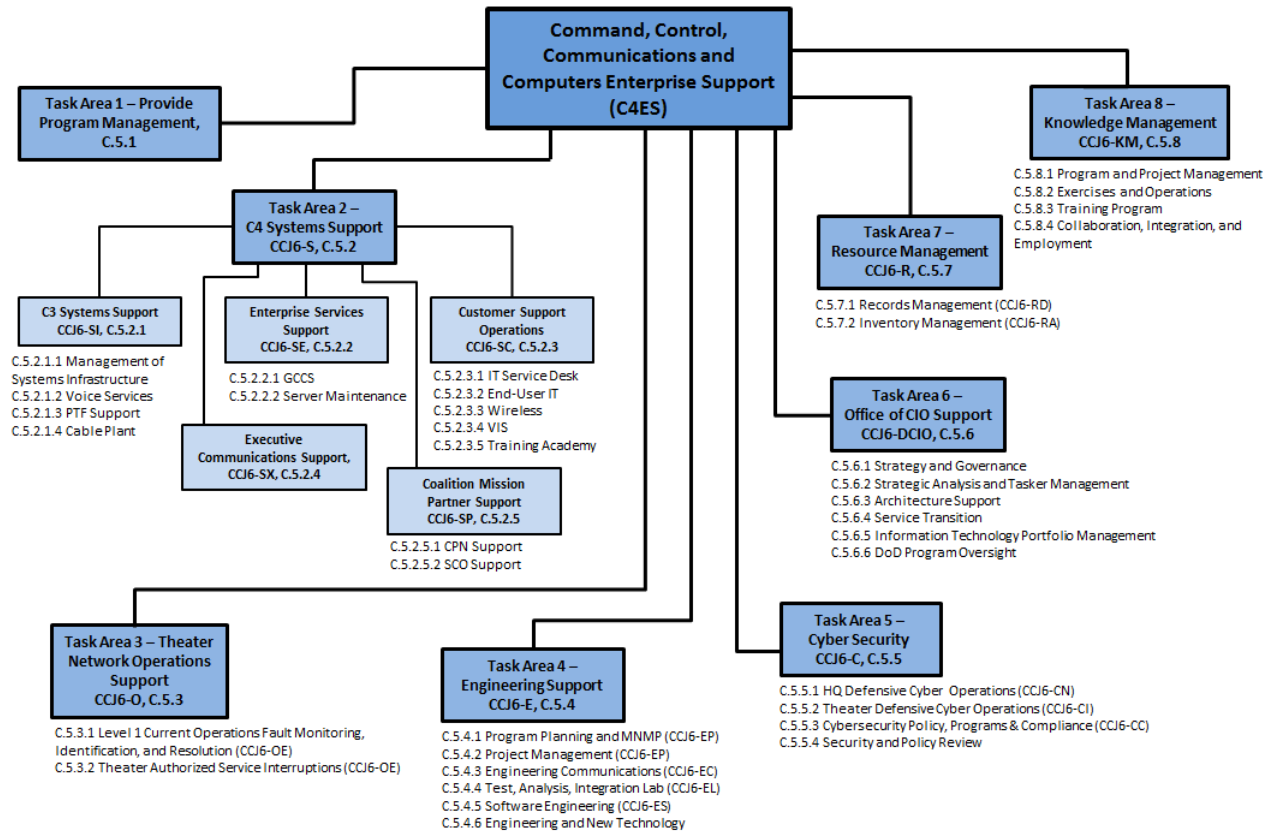 Command, Control,
Communications and
Computers Enterprise Support
(C4ES)
Task Area 1 – Provide
Program Management,
C.5.1
Task Area 2 –
C4 Systems Support
CCJ6-S, C.5.2
C3 Systems Support
CCJ6-SI, C.5.2.1
C.5.2.1.1 Management of
Systems Infrastructure
C.5.2.1.2 Voice Services
C.5.2.1.3 PTF Support
C.5.2.1.4 Cable Plant
Enterprise Services
Support
CCJ6-SE, C.5.2.2
C.5.2.2.1 GCCS
C.5.2.2.2 Server Maintenance
Customer Support
Operations
CCJ6-SC, C.5.2.3
C.5.2.3.1 IT Service Desk
C.5.2.3.2 End-User IT
C.5.2.3.3 Wireless
C.5.2.3.4 VIS
C.5.2.3.5 Training Academy
Executive
Communications Support,
CCJ6-SX, C.5.2.4
Coalition Mission
Partner Support
CCJ6-SP, C.5.2.5
C.5.2.5.1 CPN Support
C.5.2.5.2 SCO Support
Task Area 3 – Theater
Network Operations
Support
CCJ6-O, C.5.3
C.5.3.1 Level 1 Current Operations Fault Monitoring,
Identification, and Resolution (CCJ6-OE)
C.5.3.2 Theater Authorized Service Interruptions (CCJ6-OE)
Task Area 4 –
Engineering Support
CCJ6-E, C.5.4
C.5.4.1 Program Planning and MNMP (CCJ6-EP)
C.5.4.2 Project Management (CCJ6-EP)
C.5.4.3 Engineering Communications (CCJ6-EC)
C.5.4.4 Test, Analysis, Integration Lab (CCJ6-EL)
C.5.4.5 Software Engineering (CCJ6-ES)
C.5.4.6 Engineering and New Technology
Task Area 5 –
Cyber Security
CCJ6-C, C.5.5
C.5.5.1 HQ Defensive Cyber Operations (CCJ6-CN)
C.5.5.2 Theater Defensive Cyber Operations (CCJ6-CI)
C.5.5.3 Cybersecurity Policy, Programs & Compliance (CCJ6-CC)
C.5.5.4 Security and Policy Review
Task Area 6 –
Office of CIO Support
CCJ6-DCIO, C.5.6
C.5.6.1 Strategy and Governance
C.5.6.2 Strategic Analysis and Tasker Management
C.5.6.3 Architecture Support
C.5.6.4 Service Transition
C.5.6.5 Information Technology Portfolio Management
C.5.6.6 DoD Program Oversight
Task Area 7 –
Resource Management
CCJ6-R, C.5.7
C.5.7.1 Records Management (CCJ6-RD)
C.5.7.2 Inventory Management (CCJ6-RA)
Task Area 8 –
Knowledge Management
CCJ6-KM, C.5.8
C.5.8.1 Program and Project Management
C.5.8.2 Exercises and Operations
C.5.8.3 Training Program
C.5.8.4 Collaboration, Integration, and
Employment